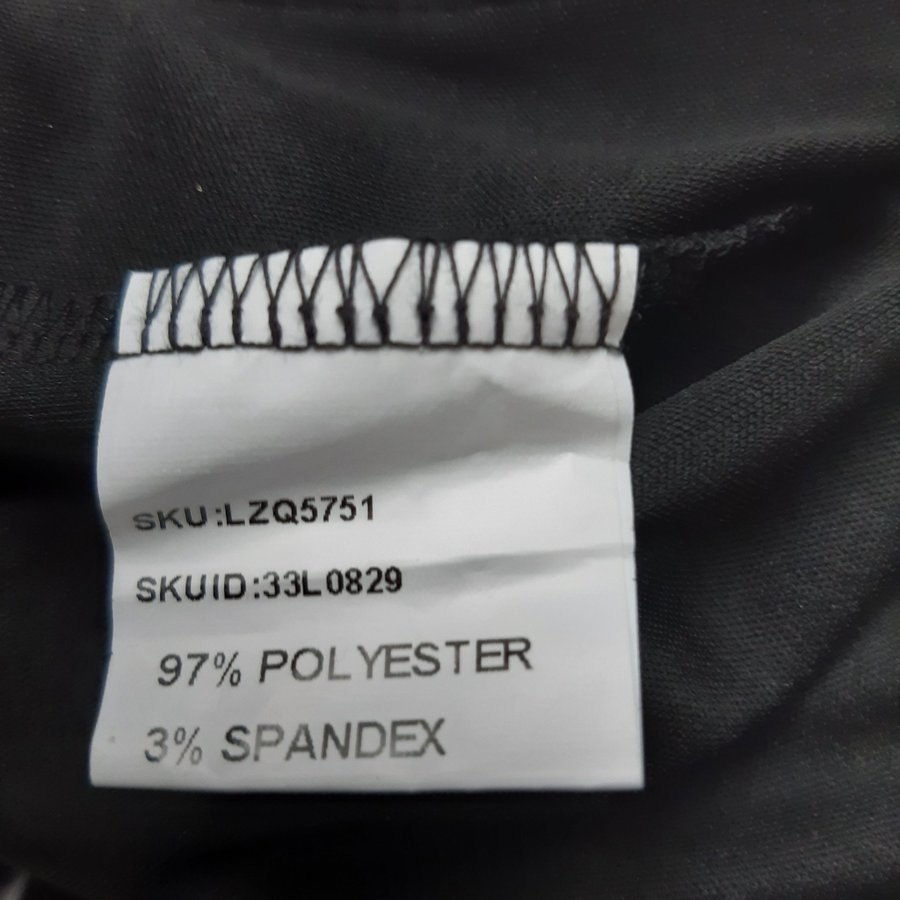 SKU:LZQ5751
SKUID:33L0829
97% POLYESTER
3% SPANDEX